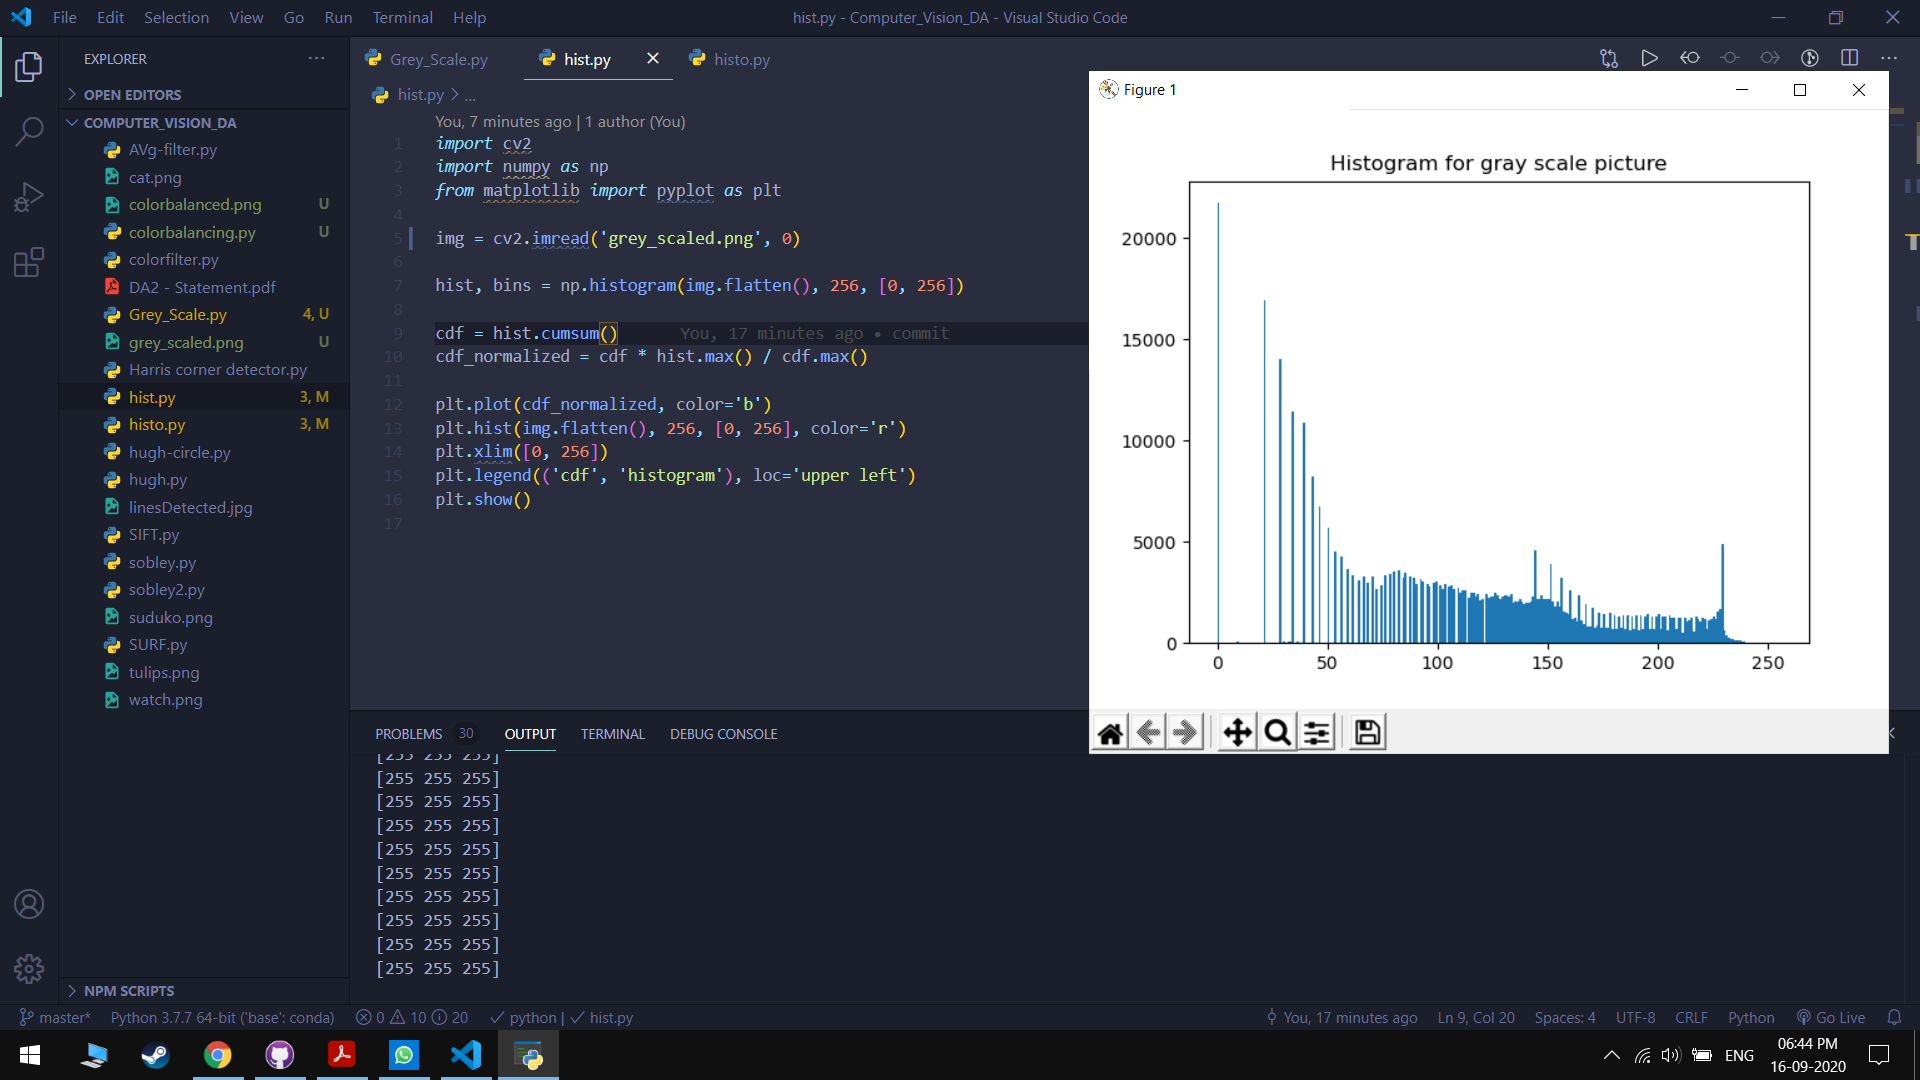 File Edit Selection View Go Run Terminal Help
hist.py - Computer_Vision_DA - Visual Studio Code
EXPLORER
OPEN EDITORS
COMPUTER_VISION_DA
AVg-filter.py
cat.png
colorbalanced.png U
colorbalancing.py U
colorfilter.py
DA2 - Statement.pdf
Grey_Scale.py 4, U
grey_scaled.png U
Harris corner detector.py
hist.py 3, M
histo.py 3, M
hugh-circle.py
hugh.py
linesDetected.jpg
SIFT.py
sobley.py
sobley2.py
suduko.png
SURF.py
tulips.png
watch.png
NPM SCRIPTS
Grey_Scale.py hist.py histo.py
hist.py > ...
You, 7 minutes ago | 1 author (You)
1 import cv2
2 import numpy as np
3 from matplotlib import pyplot as plt
4
5 img = cv2.imread('grey_scaled.png', 0)
6
7 hist, bins = np.histogram(img.flatten(), 256, [0, 256])
8
9 cdf = hist.cumsum() You, 17 minutes ago • commit
10 cdf_normalized = cdf * hist.max() / cdf.max()
11
12 plt.plot(cdf_normalized, color='b')
13 plt.hist(img.flatten(), 256, [0, 256], color='r')
14 plt.xlim([0, 256])
15 plt.legend(('cdf', 'histogram'), loc='upper left')
16 plt.show()
17
Figure 1
Histogram for gray scale picture
20000
15000
10000
5000
0
0 50 100 150 200 250
PROBLEMS 30 OUTPUT TERMINAL DEBUG CONSOLE
[255 255 255]
[255 255 255]
[255 255 255]
[255 255 255]
[255 255 255]
[255 255 255]
[255 255 255]
[255 255 255]
[255 255 255]
[255 255 255]
master* Python 3.7.7 64-bit ('base': conda) 0 10 20 python | hist.py
You, 17 minutes ago Ln 9, Col 20 Spaces: 4 UTF-8 CRLF Python Go Live
ENG
06:44 PM
16-09-2020